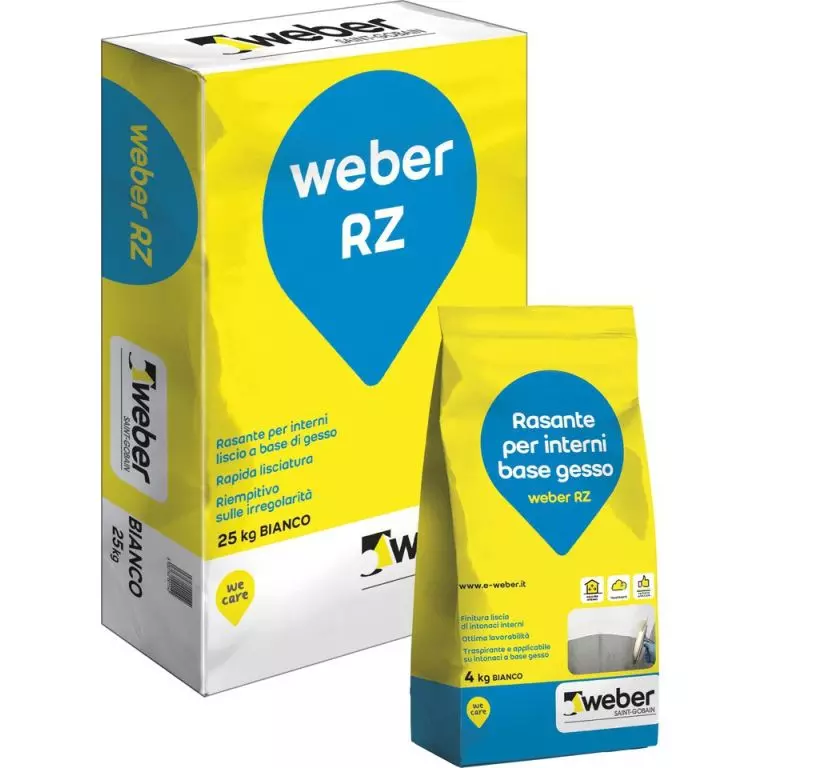 weber
SAINT-GOBAIN
weber RZ
weber
SAINT-GOBAIN
BIANCO
25kg
weber
RZ
Rasante per interni
liscio a base di gesso
Rapida lisciatura
Riempitivo
sulle irregolarità
25 kg BIANCO
we
care
we
Rasante
per interni
base gesso
weber RZ
www.e-weber.it
Finitura liscia
di intonaci interni
Ottima lavorabilità
Traspirante e applicabile
su intonaci a base gesso
4 kg BIANCO
we
care
weber
SAINT-GOBAIN